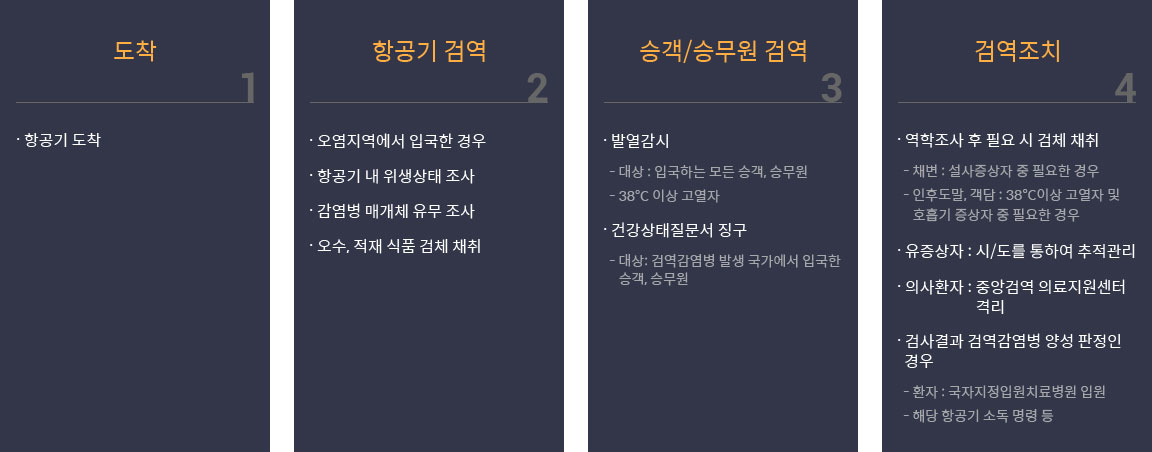 도착
1
· 항공기 도착
항공기 검역
2
· 오염지역에서 입국한 경우
· 항공기 내 위생상태 조사
· 감염병 매개체 유무 조사
· 오수, 적재 식품 검체 채취
승객/승무원 검역
3
· 발열감시
- 대상 : 입국하는 모든 승객, 승무원
- 38℃ 이상 고열자
· 건강상태질문서 징구
- 대상: 검역감염병 발생 국가에서 입국한
승객, 승무원
검역조치
4
· 역학조사 후 필요 시 검체 채취
- 채변 : 설사증상자 중 필요한 경우
- 인후도말, 객담 : 38℃이상 고열자 및
호흡기 증상자 중 필요한 경우
· 유증상자 : 시/도를 통하여 추적관리
· 의사환자 : 중앙검역 의료지원센터
격리
· 검사결과 검역감염병 양성 판정인
경우
- 환자 : 국자지정입원치료병원 입원
- 해당 항공기 소독 명령 등